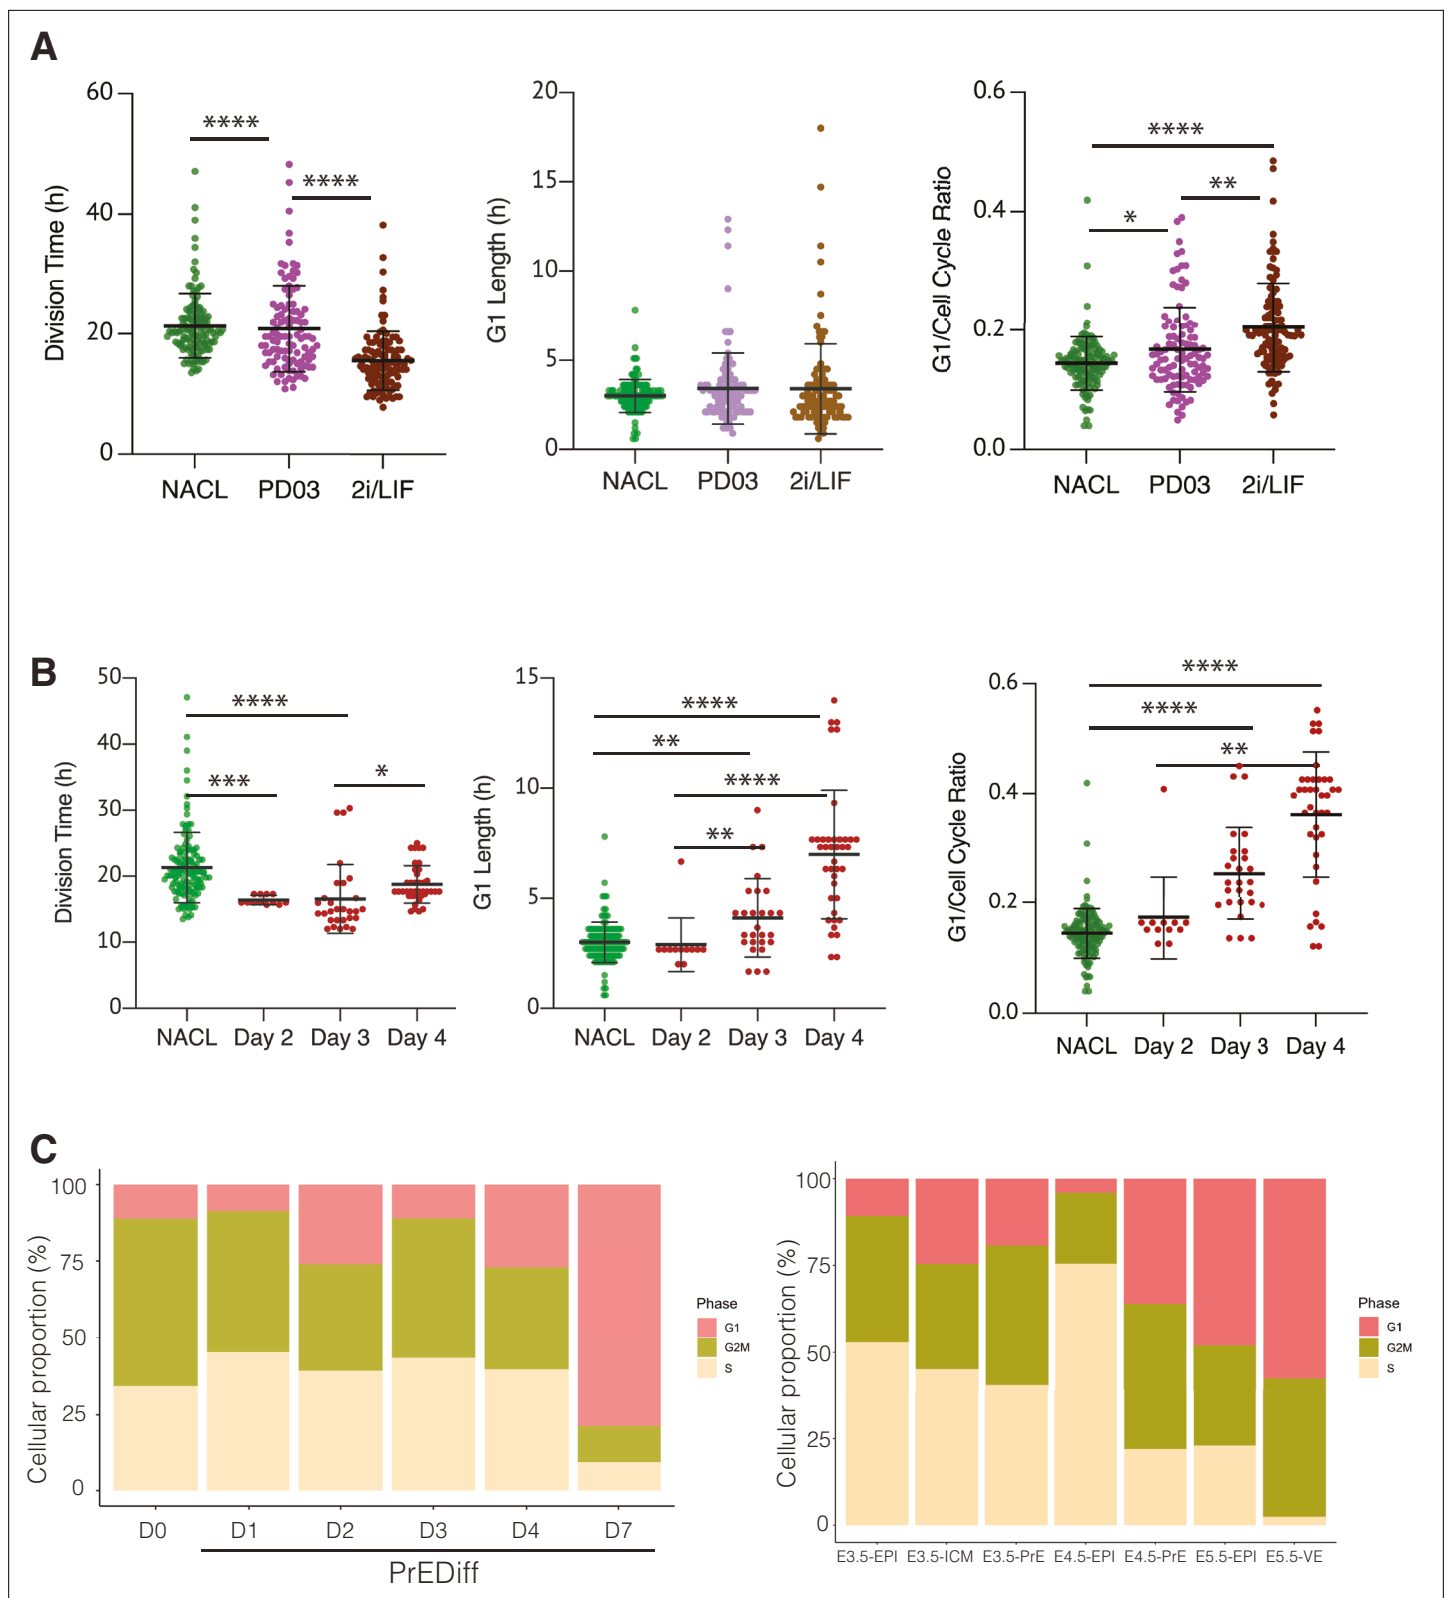 A
Division Time (h)
60
40
20
0
****
****
NACL PD03 2i/LIF
G1 Length (h)
20
15
10
5
0
NACL PD03 2i/LIF
G1/Cell Cycle Ratio
0.6
0.4
0.2
0.0
****
**
*
NACL PD03 2i/LIF
B
Division Time (h)
50
40
30
20
10
0
****
***
*
NACL Day 2 Day 3 Day 4
G1 Length (h)
15
10
5
0
****
**
****
**
NACL Day 2 Day 3 Day 4
G1/Cell Cycle Ratio
0.6
0.4
0.2
0.0
****
****
**
NACL Day 2 Day 3 Day 4
C
Cellular proportion (%)
100
75
50
25
0
D0 D1 D2 D3 D4 D7
PrEDiff
Phase
G1
G2M
S
Cellular proportion (%)
100
75
50
25
0
E3.5-EPI E3.5-ICM E3.5-PrE E4.5-EPI E4.5-PrE E5.5-EPI E5.5-VE
Phase
G1
G2M
S